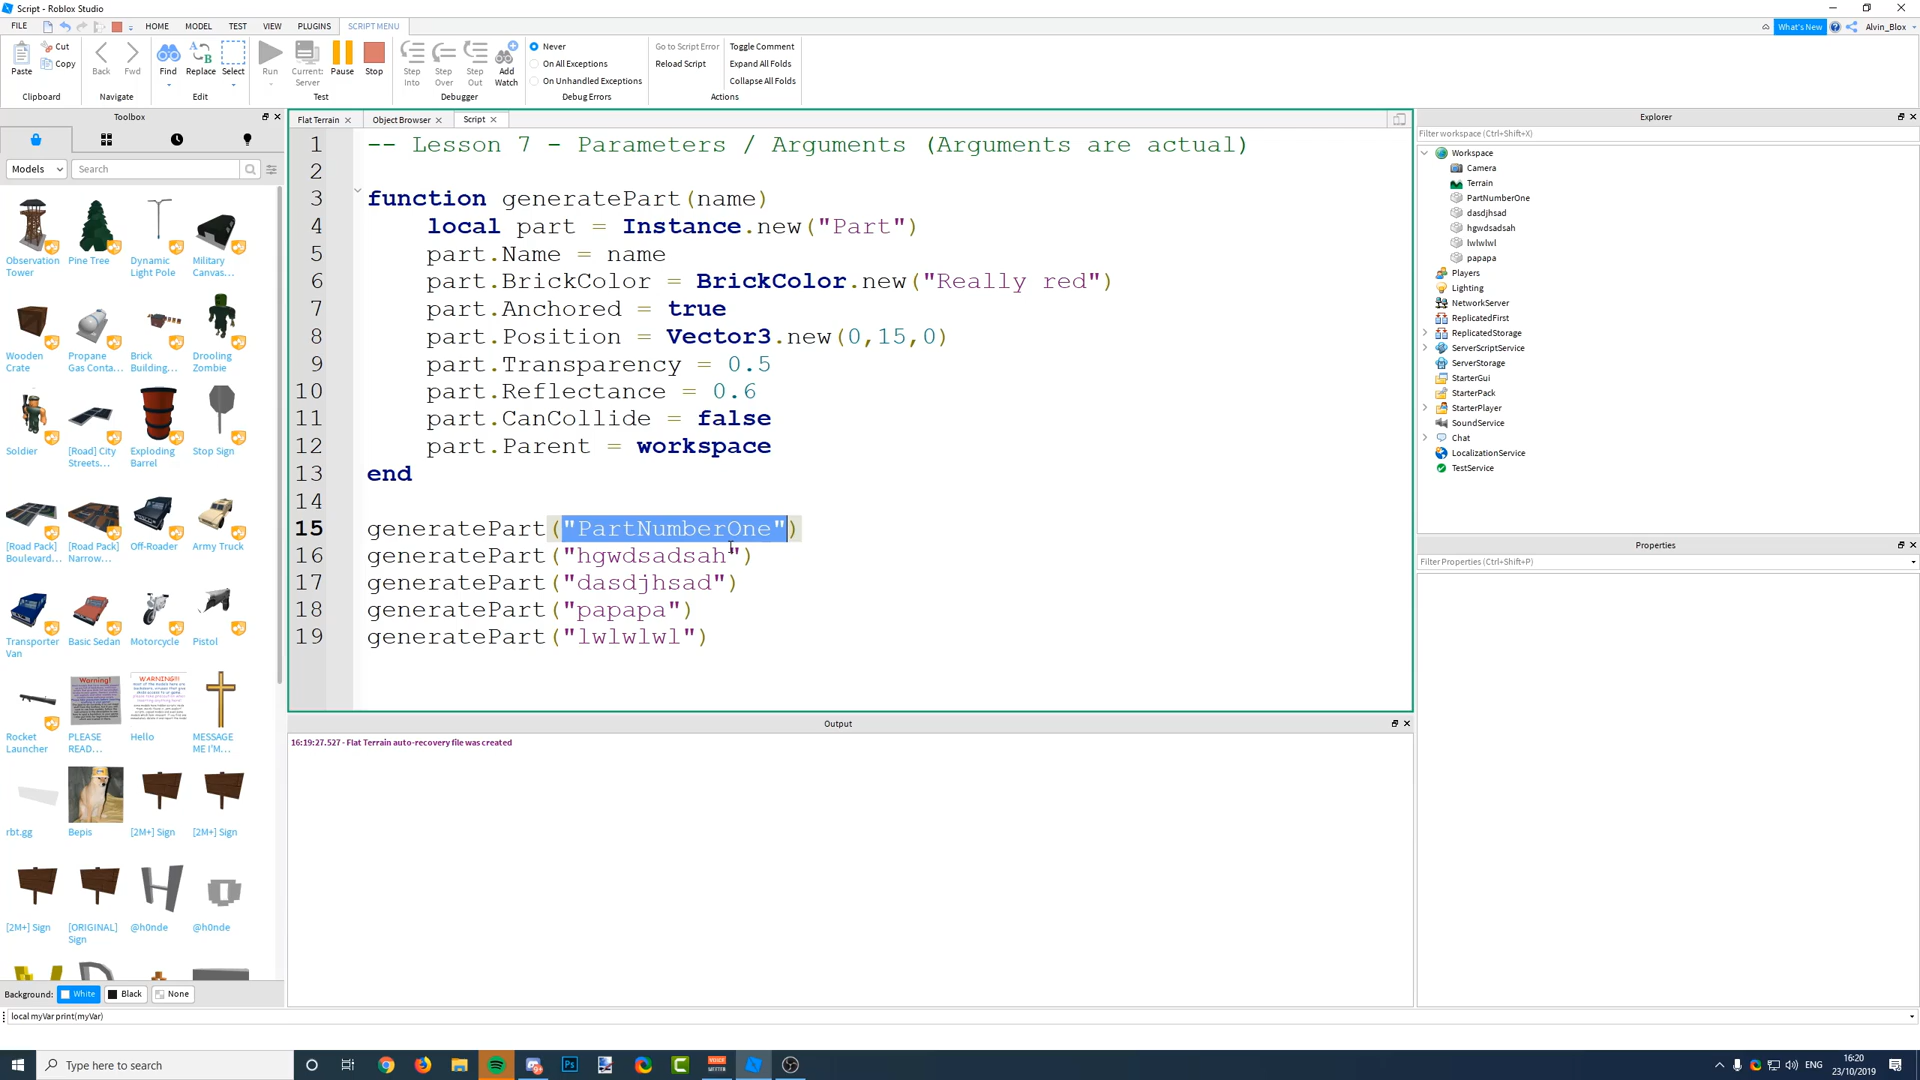 Script - Roblox Studio
FILE HOME MODEL TEST VIEW PLUGINS SCRIPT MENU What's New Alvin_Blox
Paste Cut Copy Back Fwd Find Replace Select Run Current: Server Pause Stop Step Into Step Over Step Out Add Watch
Never
On All Exceptions
On Unhandled Exceptions
Go to Script Error
Reload Script
Toggle Comment
Expand All Folds
Collapse All Folds
Clipboard Navigate Edit Test Debugger Debug Errors Actions
Toolbox
Models Search
Observation Tower
Pine Tree
Dynamic Light Pole
Military Canvas...
Wooden Crate
Propane Gas Conta...
Brick Building...
Drooling Zombie
Soldier
[Road] City Streets...
Exploding Barrel
Stop Sign
[Road Pack] Boulevard...
[Road Pack] Narrow...
Off-Roader
Army Truck
Transporter Van
Basic Sedan
Motorcycle
Pistol
Rocket Launcher
PLEASE READ...
Hello
MESSAGE ME I'M...
rbt.gg
Bepis
[2M+] Sign
[2M+] Sign
[2M+] Sign
[ORIGINAL] Sign
@h0nde
@h0nde
Background: White Black None
Flat Terrain Object Browser Script
1 -- Lesson 7 - Parameters / Arguments (Arguments are actual)
2
3 function generatePart(name)
4 local part = Instance.new("Part")
5 part.Name = name
6 part.BrickColor = BrickColor.new("Really red")
7 part.Anchored = true
8 part.Position = Vector3.new(0,15,0)
9 part.Transparency = 0.5
10 part.Reflectance = 0.6
11 part.CanCollide = false
12 part.Parent = workspace
13 end
14
15 generatePart("PartNumberOne")
16 generatePart("hgwdsadsah")
17 generatePart("dasdjhsad")
18 generatePart("papapa")
19 generatePart("lwlwlwl")
Output
16:19:27.527 - Flat Terrain auto-recovery file was created
Explorer
Filter workspace (Ctrl+Shift+X)
Workspace
Camera
Terrain
PartNumberOne
dasdjhsad
hgwdsadsah
lwlwlwl
papapa
Players
Lighting
NetworkServer
ReplicatedFirst
ReplicatedStorage
ServerScriptService
ServerStorage
StarterGui
StarterPack
StarterPlayer
SoundService
Chat
LocalizationService
TestService
Properties
Filter Properties (Ctrl+Shift+P)
local myVar print(myVar)
Type here to search
ENG
16:20
23/10/2019